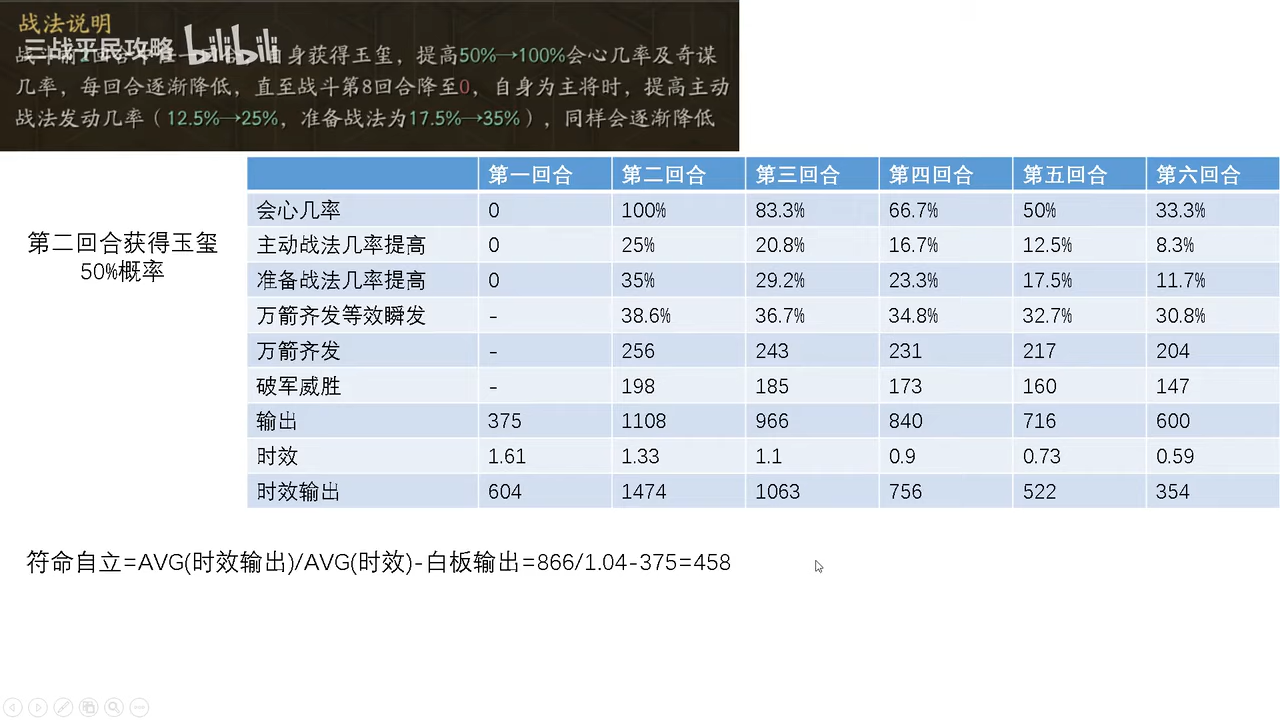 战法说明
三战平民攻略 bilibili
自身获得玉玺，提高50%→100%会心几率及奇谋
几率，每回合逐渐降低，直至战斗第8回合降至0，自身为主将时，提高主动
战法发动几率（12.5%→25%，准备战法为17.5%→35%），同样会逐渐降低
第一回合 第二回合 第三回合 第四回合 第五回合 第六回合
会心几率 0 100% 83.3% 66.7% 50% 33.3%
主动战法几率提高 0 25% 20.8% 16.7% 12.5% 8.3%
准备战法几率提高 0 35% 29.2% 23.3% 17.5% 11.7%
万箭齐发等效瞬发 - 38.6% 36.7% 34.8% 32.7% 30.8%
万箭齐发 - 256 243 231 217 204
破军威胜 - 198 185 173 160 147
输出 375 1108 966 840 716 600
时效 1.61 1.33 1.1 0.9 0.73 0.59
时效输出 604 1474 1063 756 522 354
第二回合获得玉玺
50%概率
符命自立=AVG(时效输出)/AVG(时效)-白板输出=866/1.04-375=458